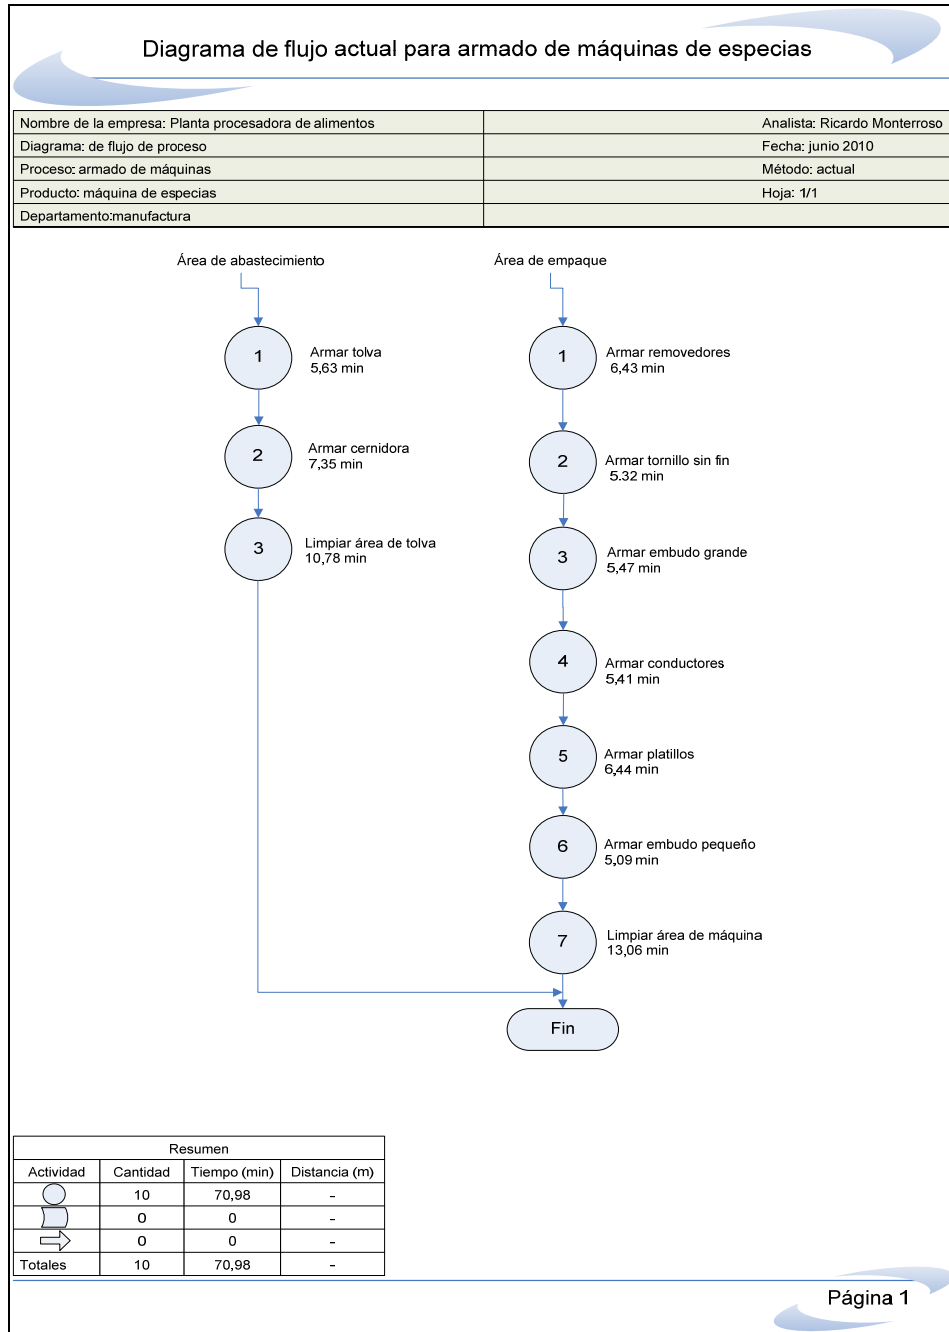 Diagrama de flujo actual para armado de máquinas de especias
Nombre de la empresa: Planta procesadora de alimentos
Analista: Ricardo Monterroso
Diagrama: de flujo de proceso
Fecha: junio 2010
Proceso: armado de máquinas
Método: actual
Producto: máquina de especias
Hoja: 1/1
Departamento:manufactura
Área de abastecimiento
1
Armar tolva
5,63 min
2
Armar cernidora
7,35 min
3
Limpiar área de tolva
10,78 min
Área de empaque
1
Armar removedores
6,43 min
2
Armar tornillo sin fin
5.32 min
3
Armar embudo grande
5,47 min
4
Armar conductores
5,41 min
5
Armar platillos
6,44 min
6
Armar embudo pequeño
5,09 min
7
Limpiar área de máquina
13,06 min
Fin
Resumen
Actividad Cantidad Tiempo (min) Distancia (m)
10 70,98 -
0 0 -
0 0 -
Totales 10 70,98 -
Página 1